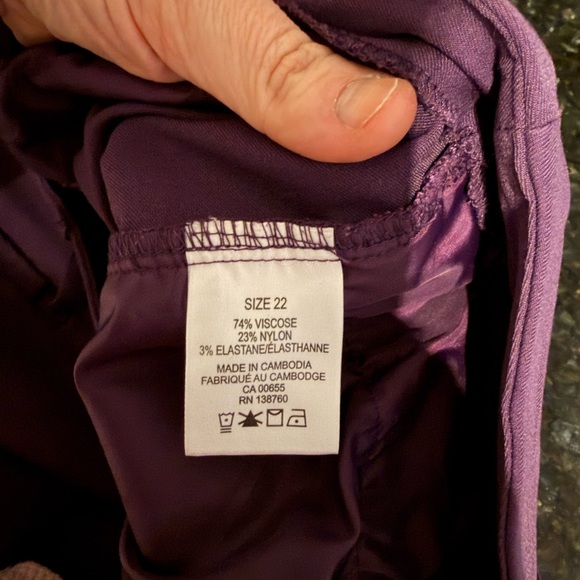 SIZE 22
74% VISCOSE
23% NYLON
3% ELASTANE/ÉLASTHANNE
MADE IN CAMBODIA
FABRIQUÉ AU CAMBODGE
CA 00655
RN 138760